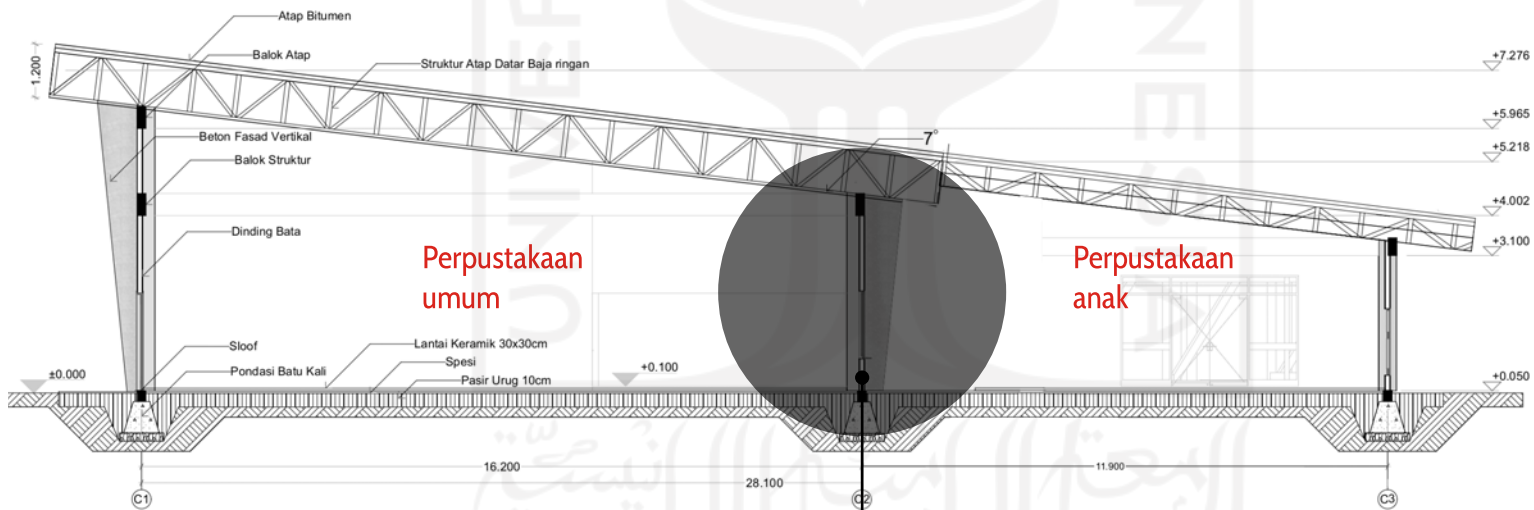 Atap Bitumen
Balok Atap
Struktur Atap Datar Baja ringan
1.200
+7.276
+5.965
Beton Fasad Vertikal
7°
+5.218
Balok Struktur
+4.002
Dinding Bata
Perpustakaan
umum
Perpustakaan
anak
+3.100
Sloof
Lantai Keramik 30x30cm
Spesi
±0.000
Pondasi Batu Kali
Pasir Urug 10cm
+0.100
+0.050
16.200
11.900
28.100
C1
C2
C3